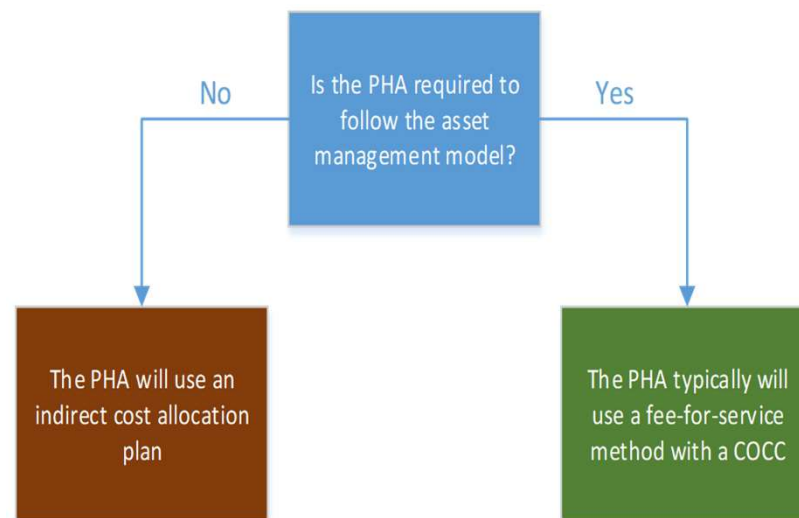 No
Is the PHA required to
follow the asset
management model?
Yes
The PHA will use an
indirect cost allocation
plan
The PHA typically will
use a fee-for-service
method with a COCC